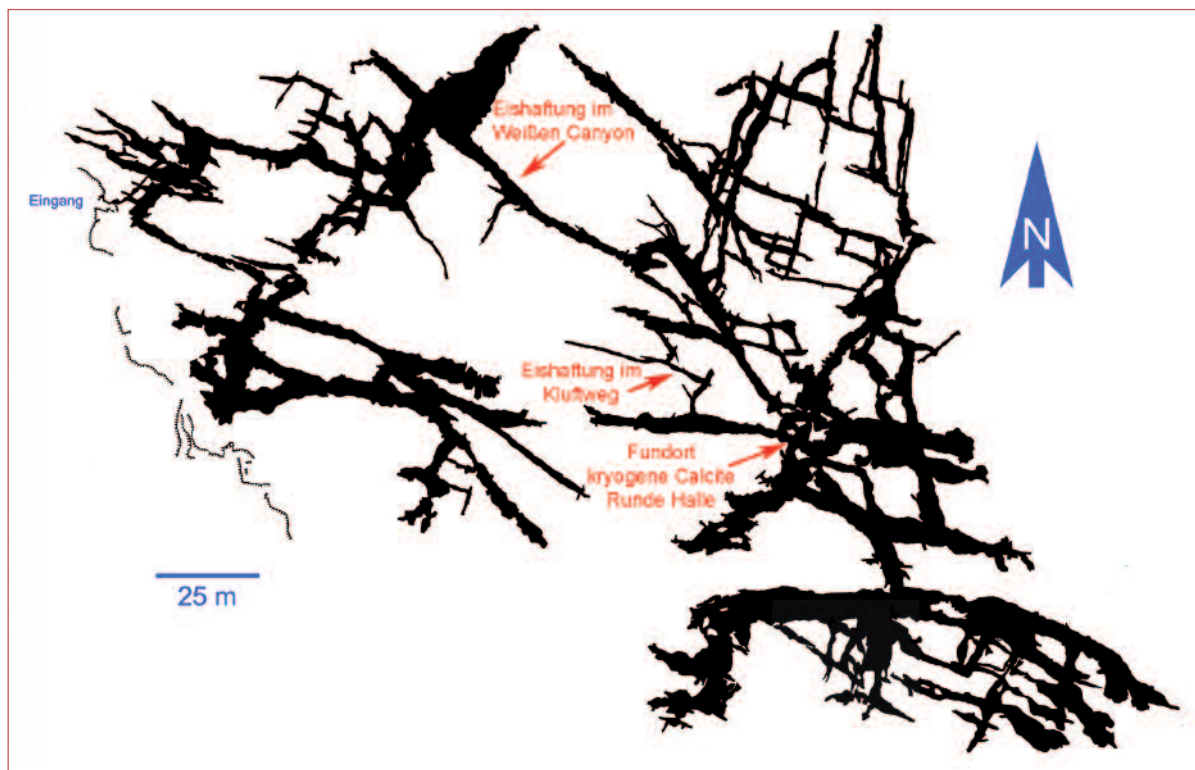 Eishaftung im
Weißen Canyon
Eingang
N
Eishaftung im
Kluftweg
Fundort
kryogene Calcite
Runde Halle
25 m